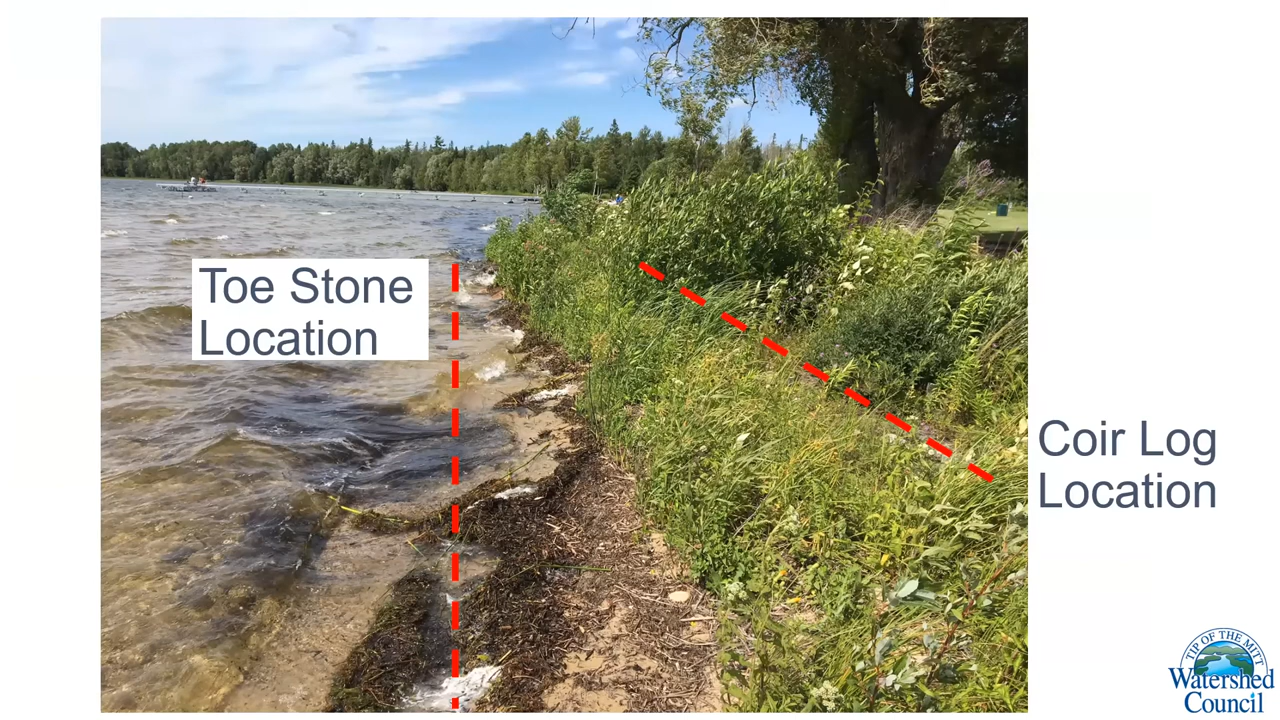 Toe Stone
Location
Coir Log
Location
TIP OF THE MITT
Watershed
Council